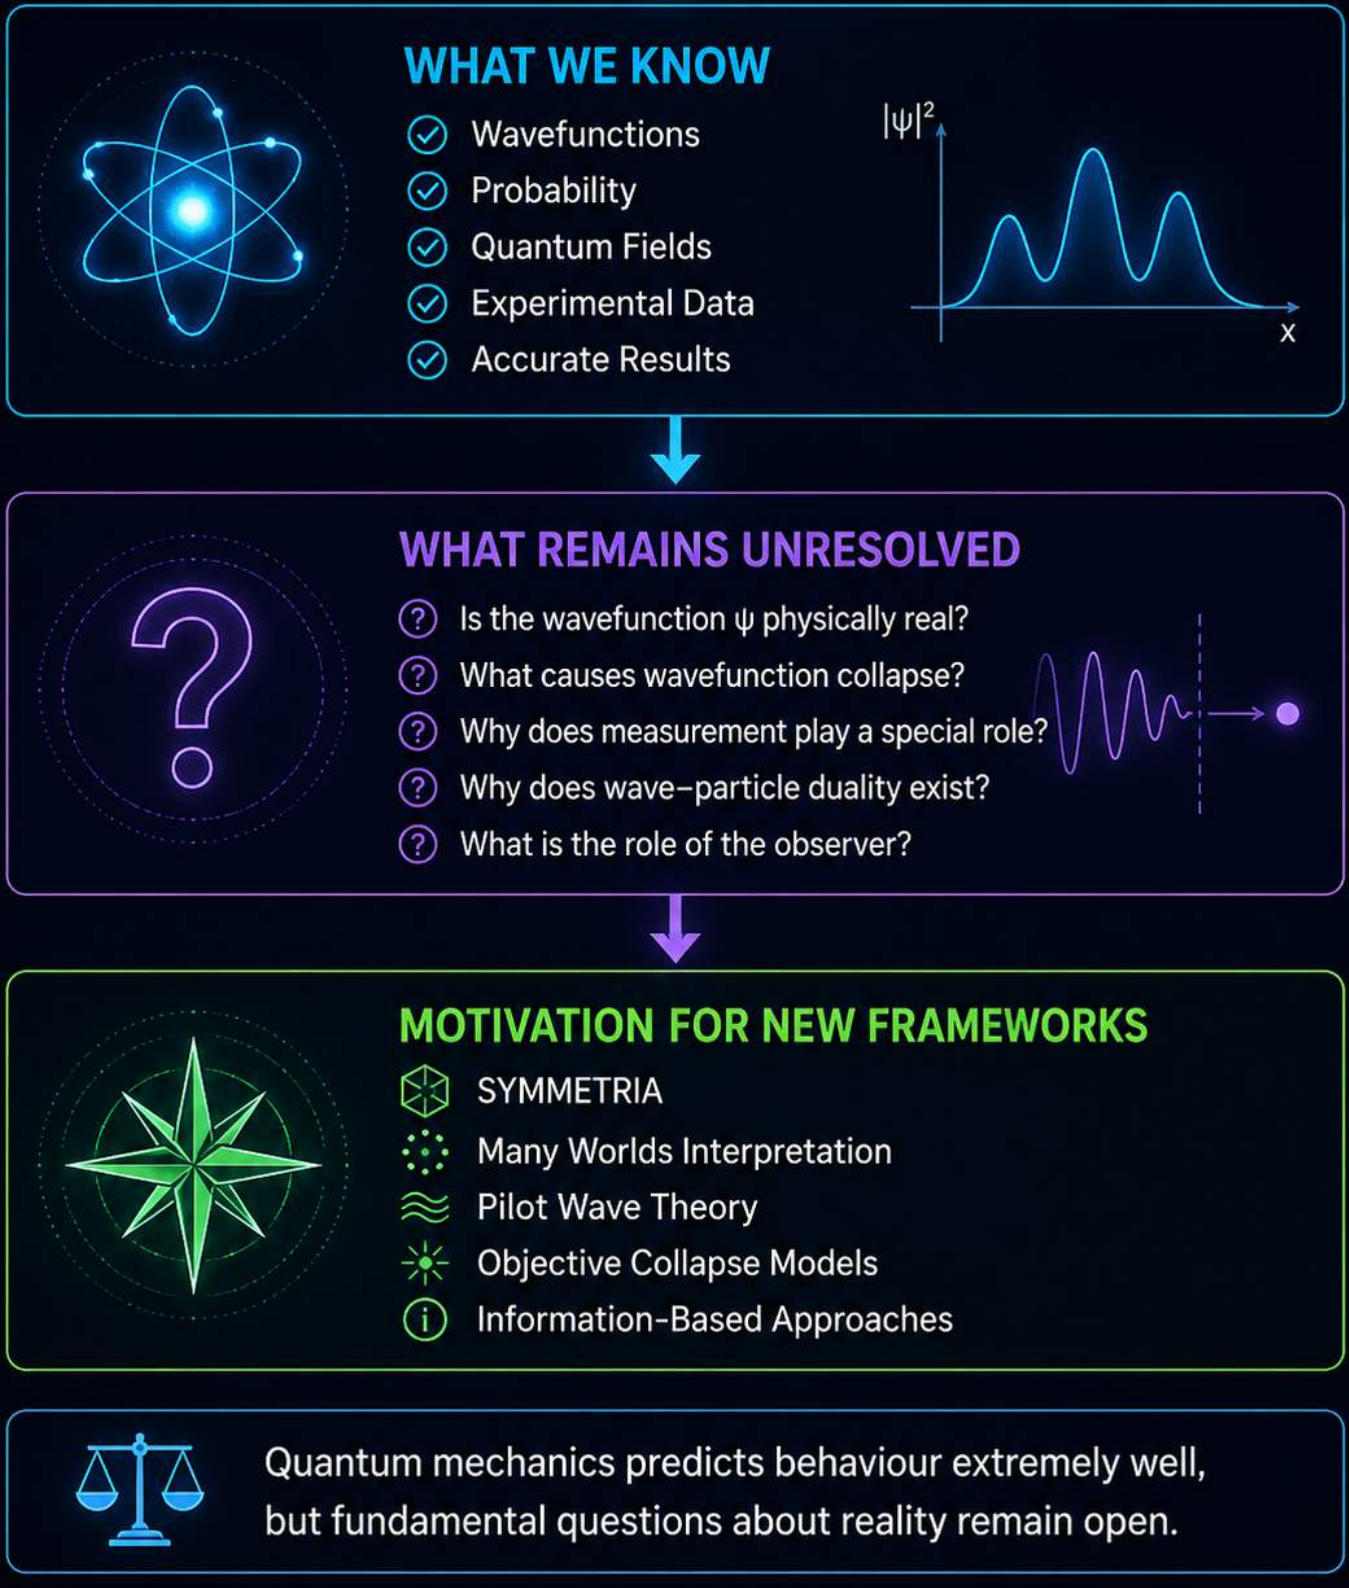 WHAT WE KNOW
Wavefunctions
Probability
Quantum Fields
Experimental Data
Accurate Results
|ψ|²
x
WHAT REMAINS UNRESOLVED
Is the wavefunction ψ physically real?
What causes wavefunction collapse?
Why does measurement play a special role?
Why does wave–particle duality exist?
What is the role of the observer?
MOTIVATION FOR NEW FRAMEWORKS
SYMMETRIA
Many Worlds Interpretation
Pilot Wave Theory
Objective Collapse Models
Information-Based Approaches
Quantum mechanics predicts behaviour extremely well,
but fundamental questions about reality remain open.